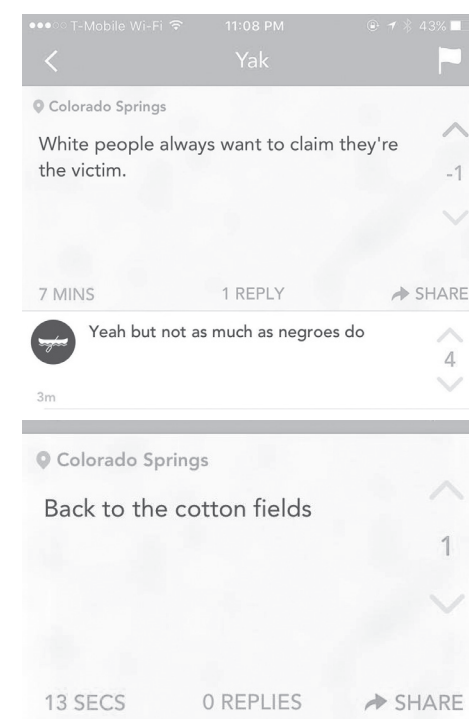 T-Mobile Wi-Fi 11:08 PM 43%
Yak
Colorado Springs
White people always want to claim they're
the victim.
-1
7 MINS 1 REPLY SHARE
Yeah but not as much as negroes do
4
3m
Colorado Springs
Back to the cotton fields
1
13 SECS 0 REPLIES SHARE